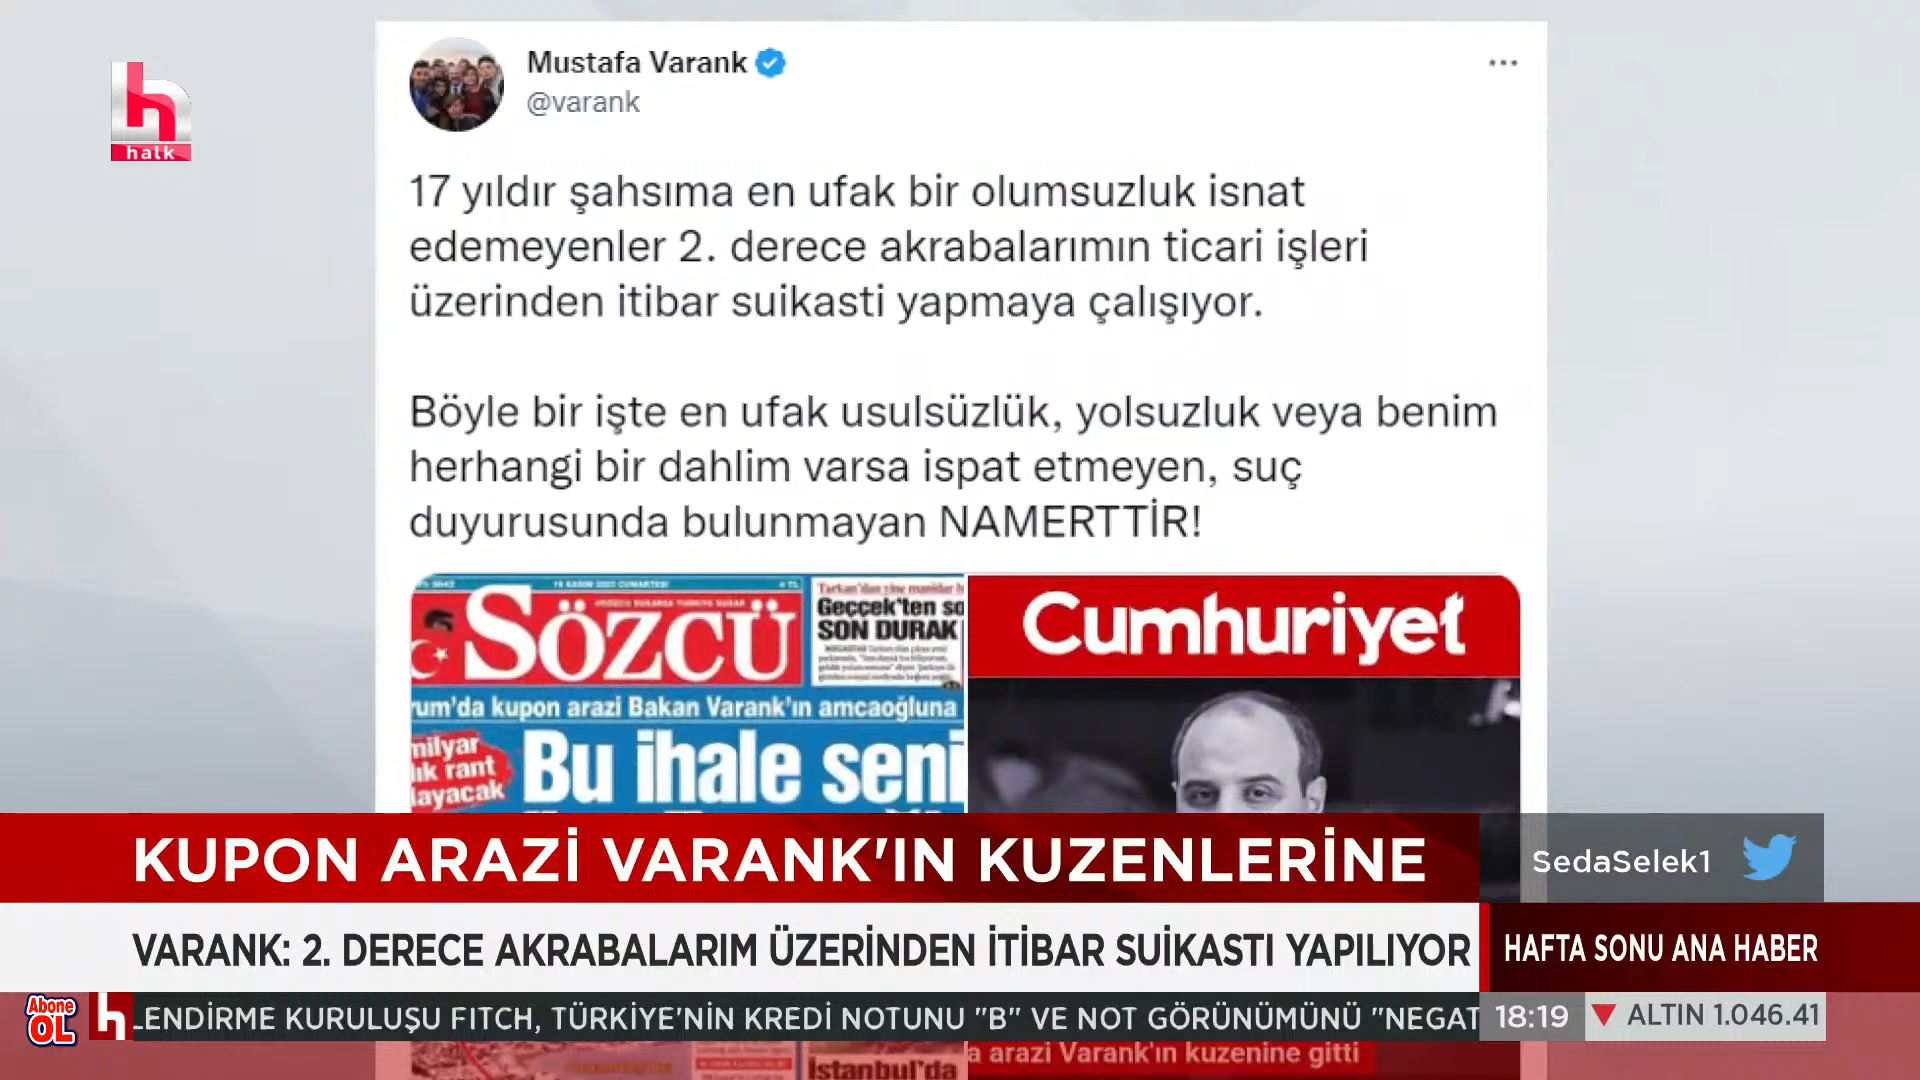 halk
Mustafa Varank
@varank
17 yıldır şahsıma en ufak bir olumsuzluk isnat
edemeyenler 2. derece akrabalarımın ticari işleri
üzerinden itibar suikasti yapmaya çalışıyor.
Böyle bir işte en ufak usulsüzlük, yolsuzluk veya benim
herhangi bir dahlim varsa ispat etmeyen, suç
duyurusunda bulunmayan NAMERTTİR!
SÖZCÜ
Geççek'ten so
SON DURAK
rum'da kupon arazi Bakan Varank'ın amcaoğluna
milyar
lık rant
layacak
Bu ihale seni
Cumhuriyet
KUPON ARAZİ VARANK'IN KUZENLERİNE
SedaSelek1
VARANK: 2. DERECE AKRABALARIM ÜZERİNDEN İTİBAR SUİKASTI YAPILIYOR
HAFTA SONU ANA HABER
Abone
OL
h
LENDİRME KURULUŞU FITCH, TÜRKİYE'NİN KREDİ NOTUNU "B" VE NOT GÖRÜNÜMÜNÜ "NEGAT
18:19
ALTIN 1.046.41
a arazi Varank'ın kuzenine gitti
İstanbul'da